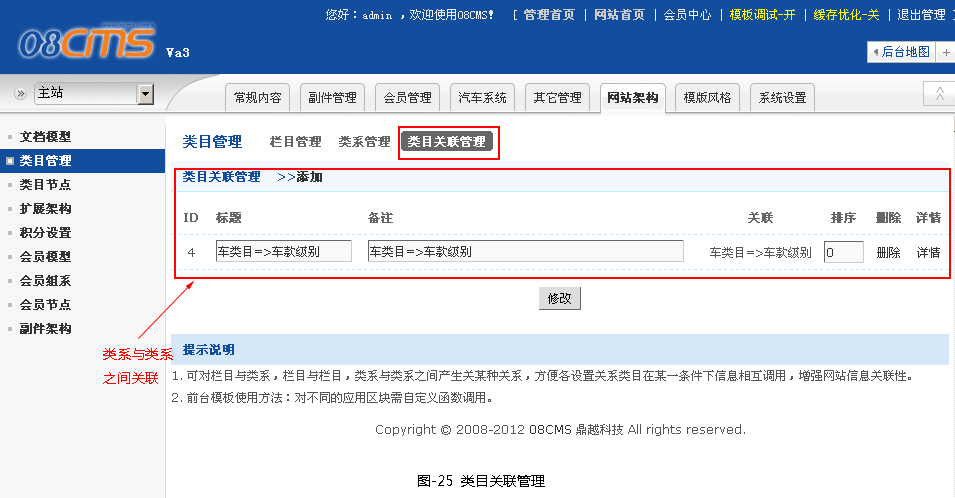 您好：admin ，欢迎使用08CMS！ [ 管理首页 | 网站首页 | 会员中心 | 模板调试-开 | 缓存优化-关 | 退出管理 ]
08CMS Va3
后台地图 +
主站
常规内容 副件管理 会员管理 汽车系统 其它管理 网站架构 模版风格 系统设置
文档模型
类目管理
类目节点
扩展架构
积分设置
会员模型
会员组系
会员节点
副件架构
类目管理 栏目管理 类系管理 类目关联管理
类目关联管理 >>添加
ID 标题 备注 关联 排序 删除 详情
4 车类目=>车款级别 车类目=>车款级别 车类目=>车款级别 0 删除 详情
修改
类系与类系
之间关联
提示说明
1. 可对栏目与类系，栏目与栏目，类系与类系之间产生关某种关系，方便各设置关系类目在某一条件下信息相互调用，增强网站信息关联性。
2. 前台模板使用方法：对不同的应用区块需自定义函数调用。
Copyright © 2008-2012 08CMS 鼎越科技 All rights reserved.
图-25 类目关联管理